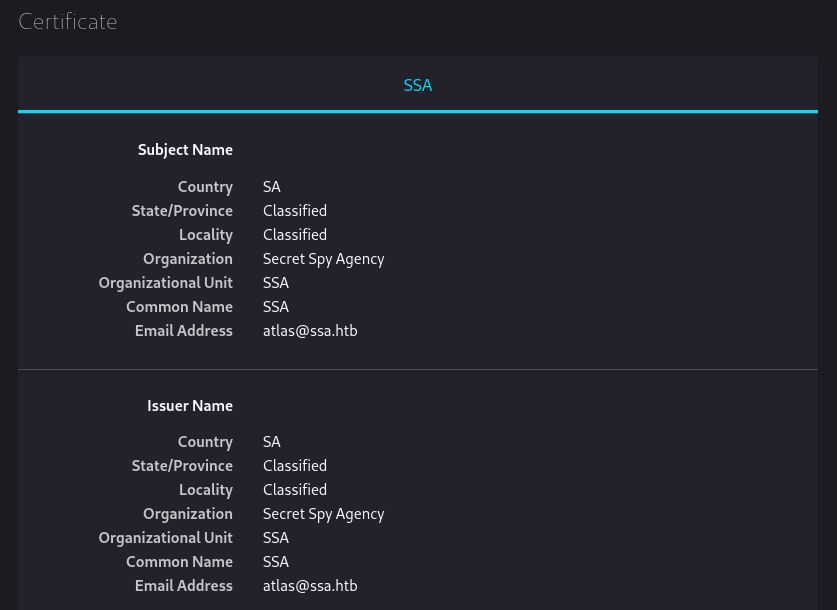 Certificate
SSA
Subject Name
Country SA
State/Province Classified
Locality Classified
Organization Secret Spy Agency
Organizational Unit SSA
Common Name SSA
Email Address atlas@ssa.htb
Issuer Name
Country SA
State/Province Classified
Locality Classified
Organization Secret Spy Agency
Organizational Unit SSA
Common Name SSA
Email Address atlas@ssa.htb